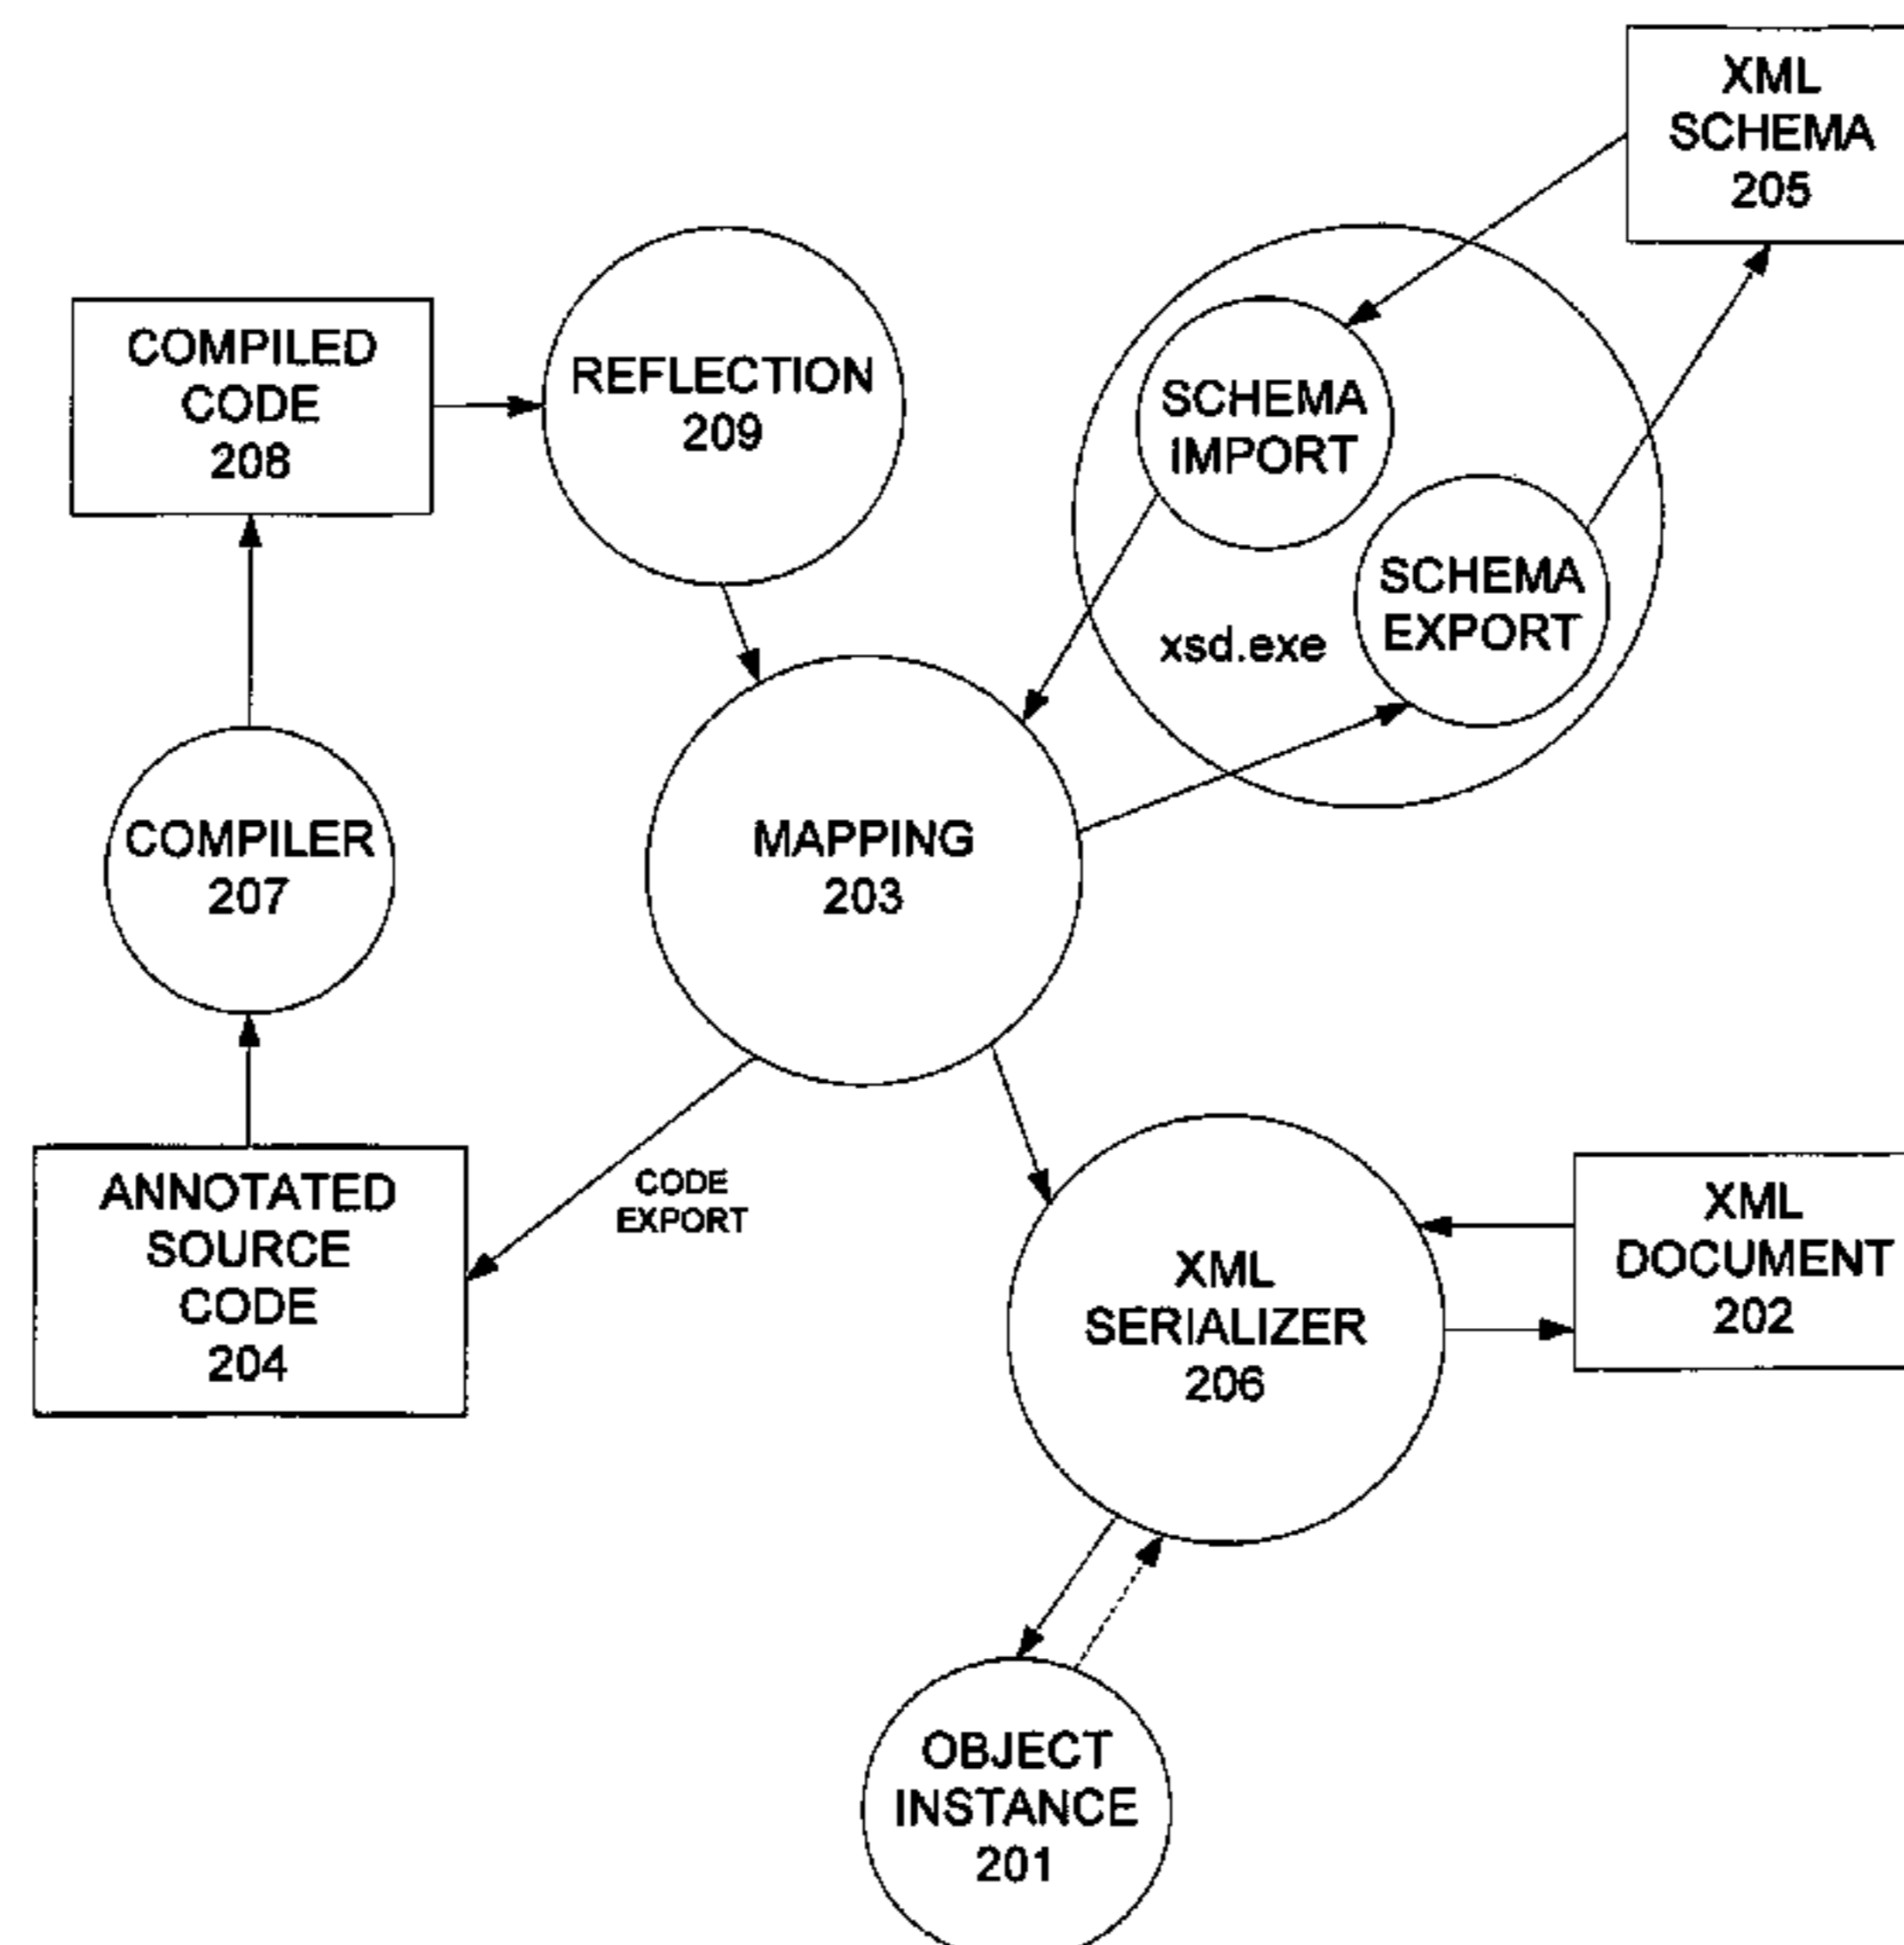 XML
SCHEMA
205
COMPILED
CODE
208
REFLECTION
209
SCHEMA
IMPORT
SCHEMA
EXPORT
xsd.exe
COMPILER
207
MAPPING
203
ANNOTATED
SOURCE
CODE
204
CODE
EXPORT
XML
SERIALIZER
206
XML
DOCUMENT
202
OBJECT
INSTANCE
201